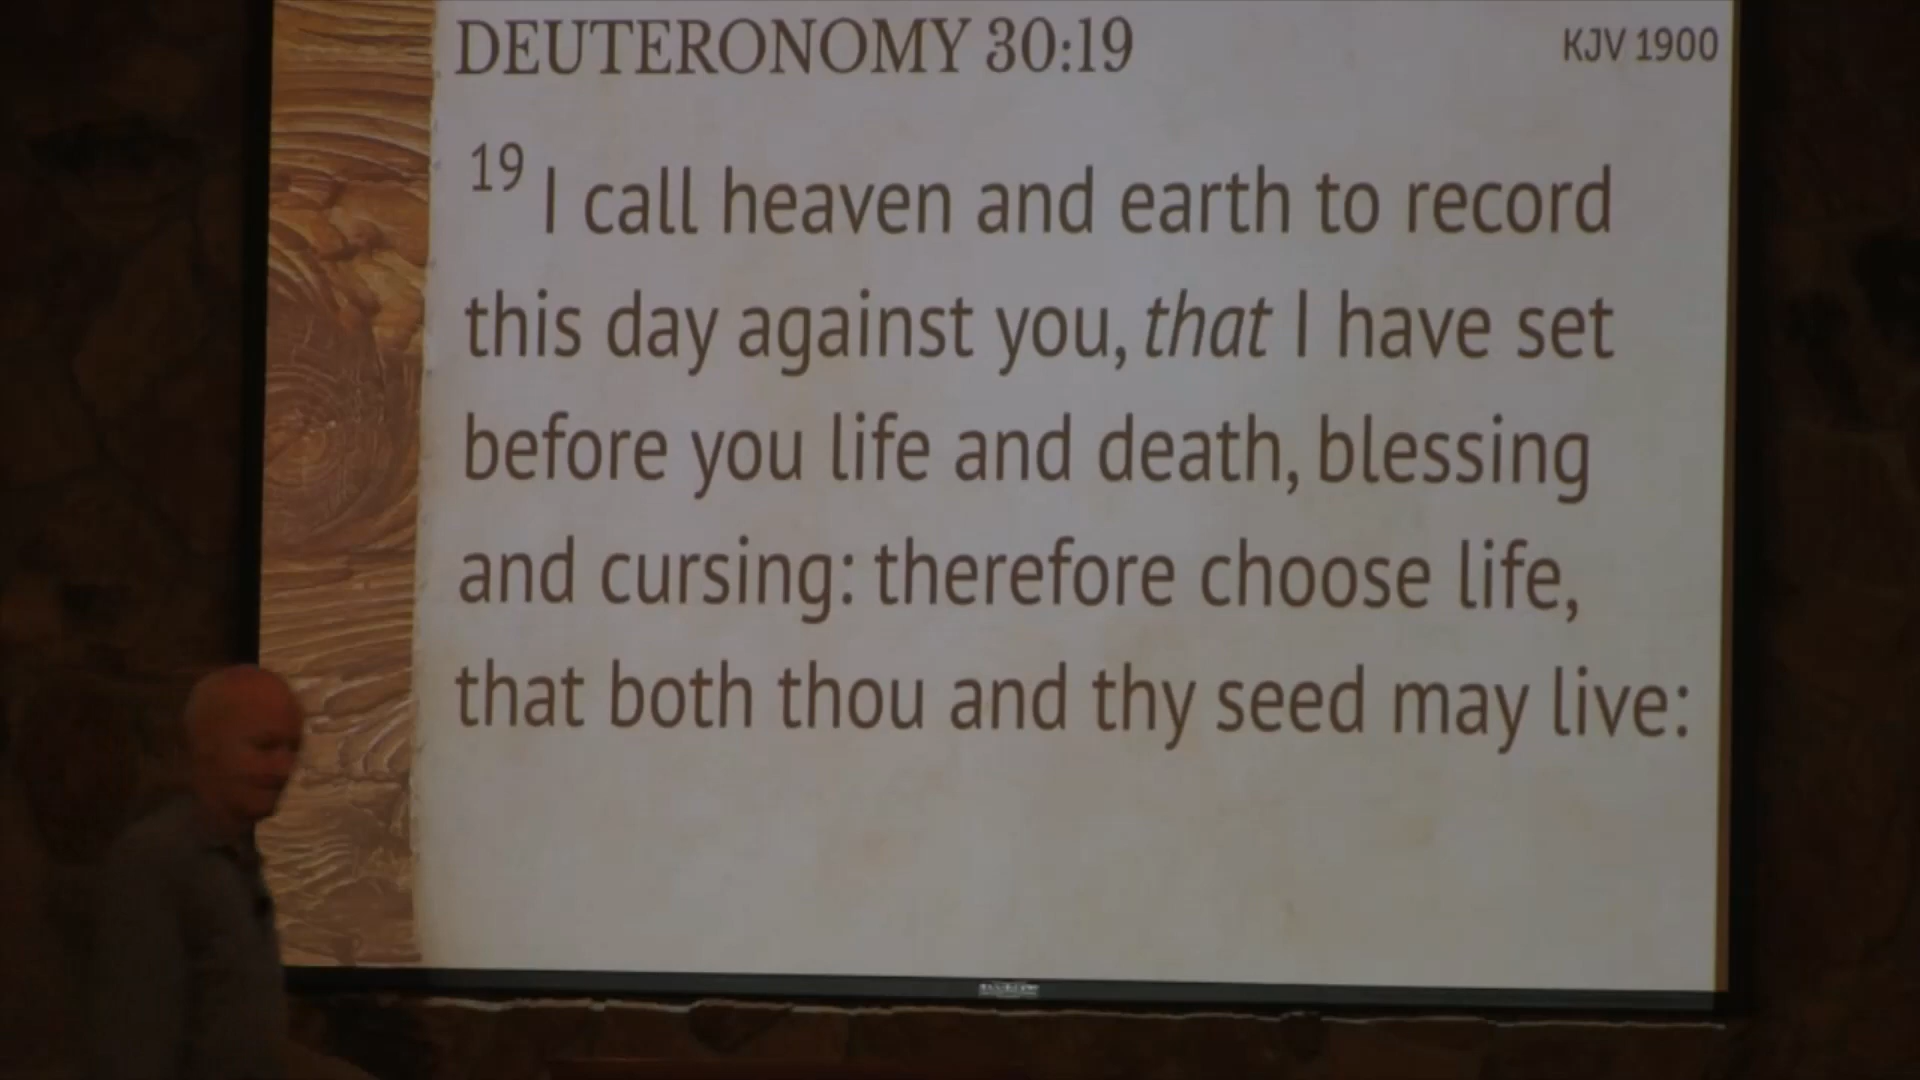 DEUTERONOMY 30:19
KJV 1900
19 I call heaven and earth to record
this day against you, that I have set
before you life and death, blessing
and cursing: therefore choose life,
that both thou and thy seed may live: